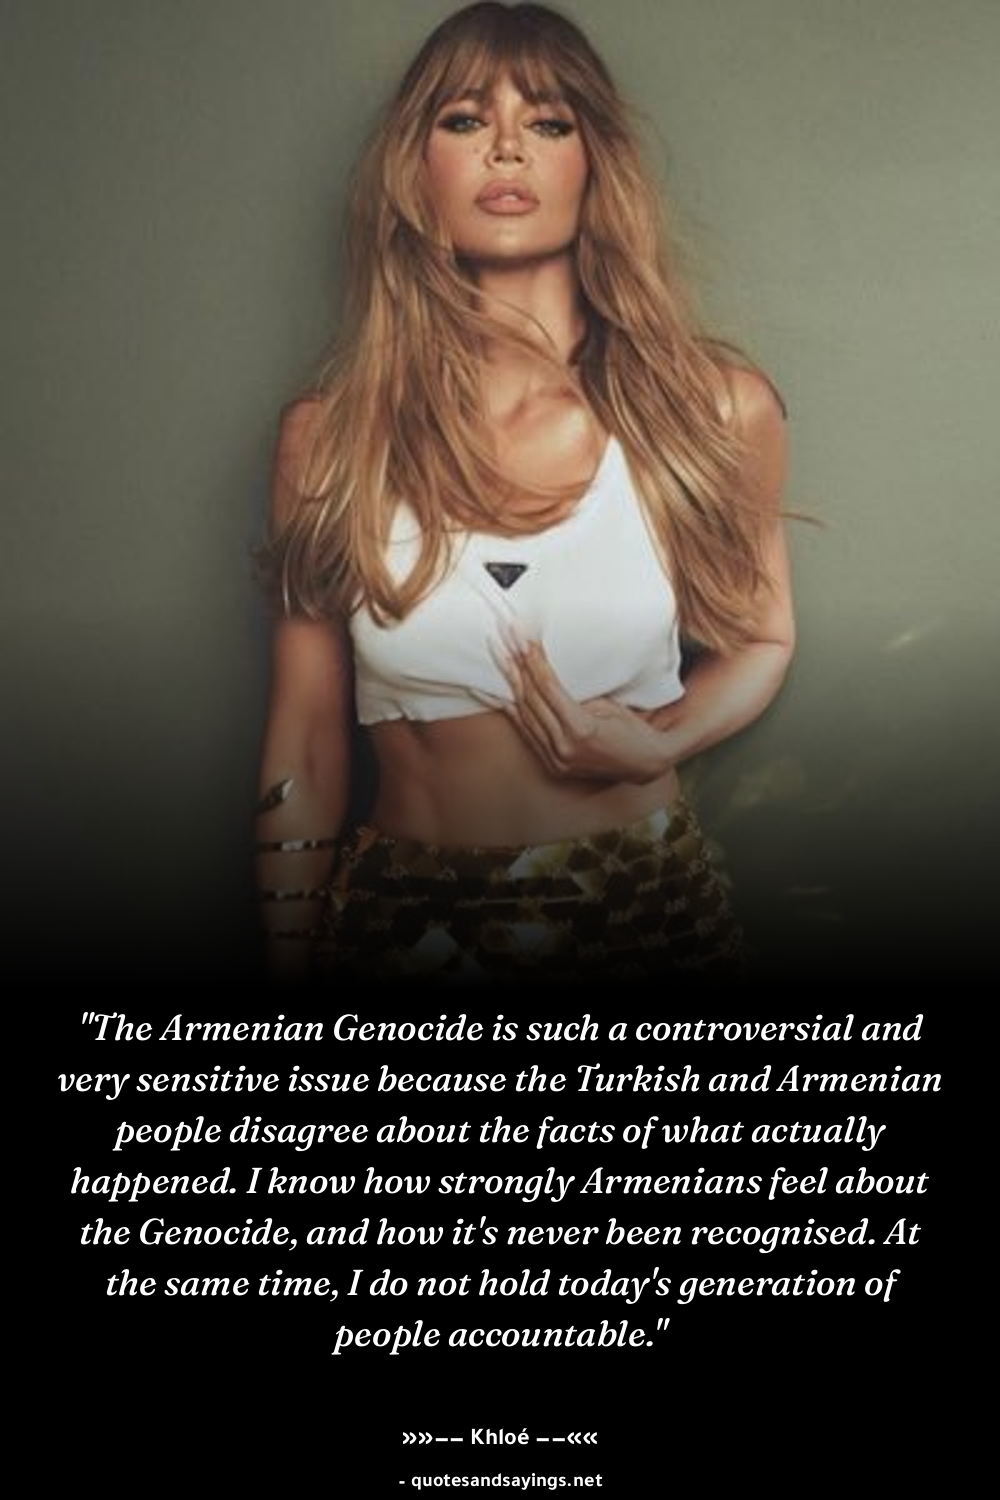 "The Armenian Genocide is such a controversial and
very sensitive issue because the Turkish and Armenian
people disagree about the facts of what actually
happened. I know how strongly Armenians feel about
the Genocide, and how it's never been recognised. At
the same time, I do not hold today's generation of
people accountable."
»»−− Khloé −−««
- quotesandsayings.net